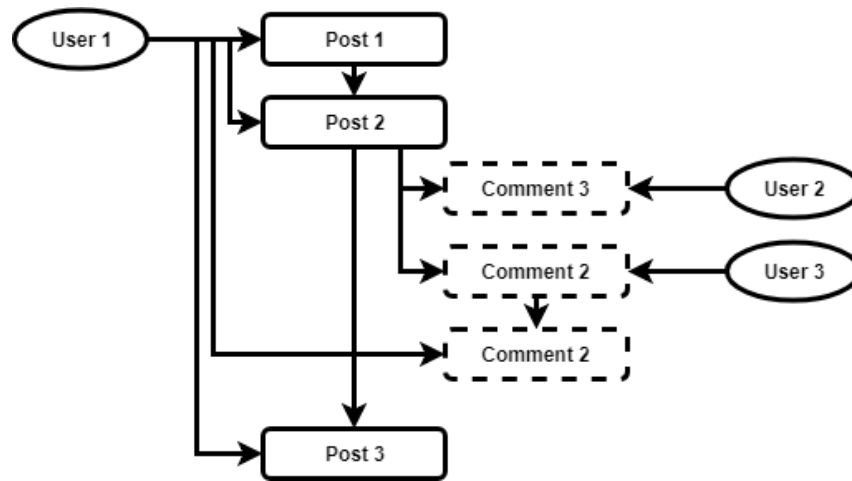 User 1
Post 1
Post 2
Comment 3
User 2
Comment 2
User 3
Comment 2
Post 3